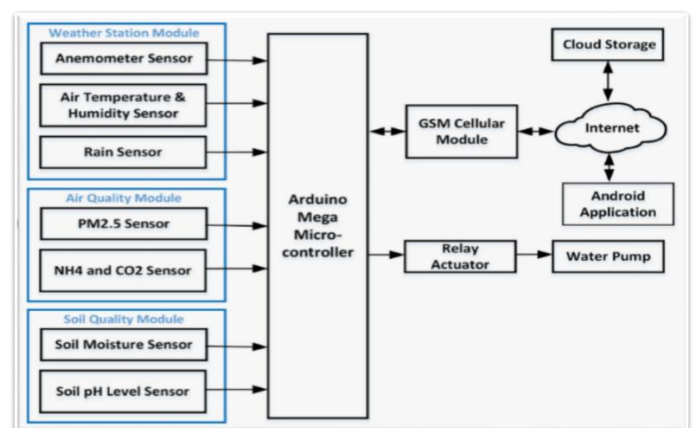 Weather Station Module
Anemometer Sensor
Air Temperature &
Humidity Sensor
Rain Sensor
Air Quality Module
PM2.5 Sensor
NH4 and CO2 Sensor
Soil Quality Module
Soil Moisture Sensor
Soil pH Level Sensor
Arduino
Mega
Micro-
controller
GSM Cellular
Module
Relay
Actuator
Water Pump
Cloud Storage
Internet
Android
Application